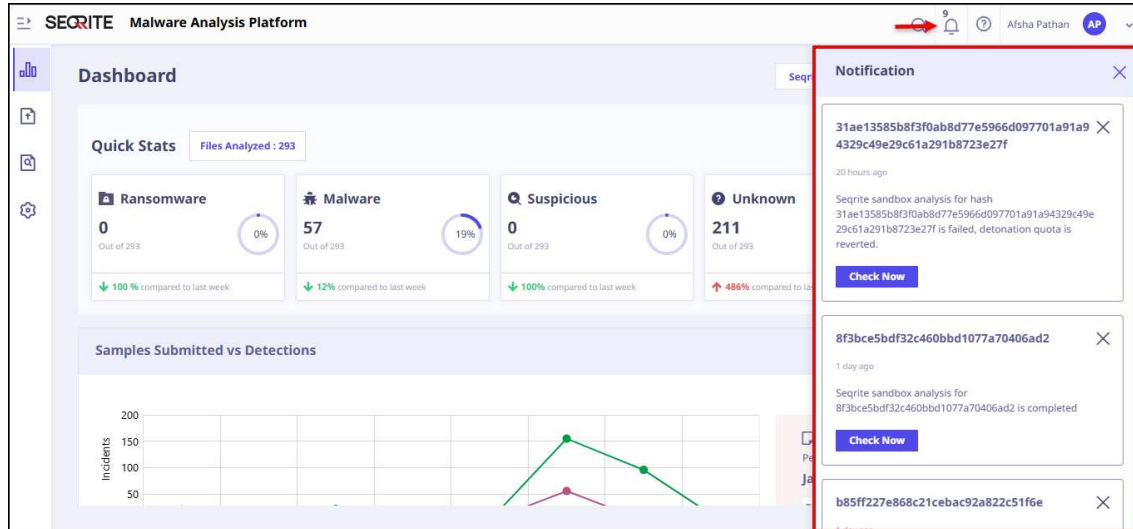 SEQRITE Malware Analysis Platform
9
Afsha Pathan AP
Dashboard
Seqr
Quick Stats Files Analyzed : 293
Ransomware
0
Out of 293
0%
100 % compared to last week
Malware
57
Out of 293
19%
12% compared to last week
Suspicious
0
Out of 293
0%
100% compared to last week
Unknown
211
Out of 293
486% compared to la
Samples Submitted vs Detections
Incidents
200
150
100
50
Pe
Ja
Notification
31ae13585b8f3f0ab8d77e5966d097701a91a9
4329c49e29c61a291b8723e27f
20 hours ago
Seqrite sandbox analysis for hash
31ae13585b8f3f0ab8d77e5966d097701a91a94329c49e
29c61a291b8723e27f is failed, detonation quota is
reverted.
Check Now
8f3bce5bdf32c460bbd1077a70406ad2
1 day ago
Seqrite sandbox analysis for
8f3bce5bdf32c460bbd1077a70406ad2 is completed
Check Now
b85ff227e868c21cebac92a822c51f6e